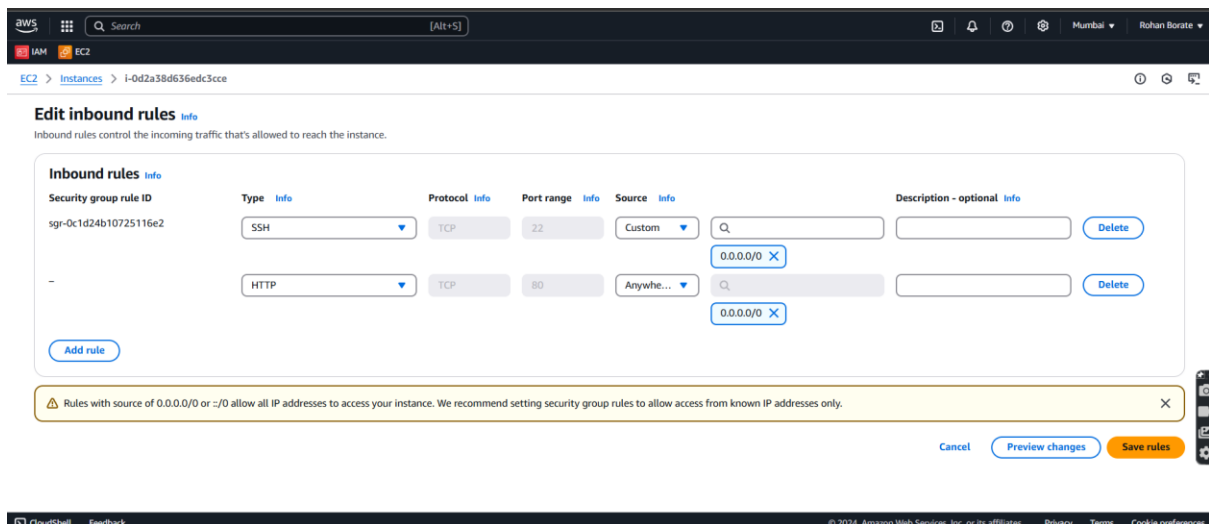 aws Search [Alt+S] Mumbai Rohan Borate
IAM EC2
EC2 > Instances > i-0d2a38d636edc3cce
Edit inbound rules Info
Inbound rules control the incoming traffic that's allowed to reach the instance.
Inbound rules Info
Security group rule ID Type Info Protocol Info Port range Info Source Info Description - optional Info
sgr-0c1d24b10725116e2 SSH TCP 22 Custom Delete
0.0.0.0/0
– HTTP TCP 80 Anywhe... Delete
0.0.0.0/0
Add rule
Rules with source of 0.0.0.0/0 or ::/0 allow all IP addresses to access your instance. We recommend setting security group rules to allow access from known IP addresses only.
Cancel Preview changes Save rules
CloudShell Feedback © 2024, Amazon Web Services, Inc. or its affiliates. Privacy Terms Cookie preferences